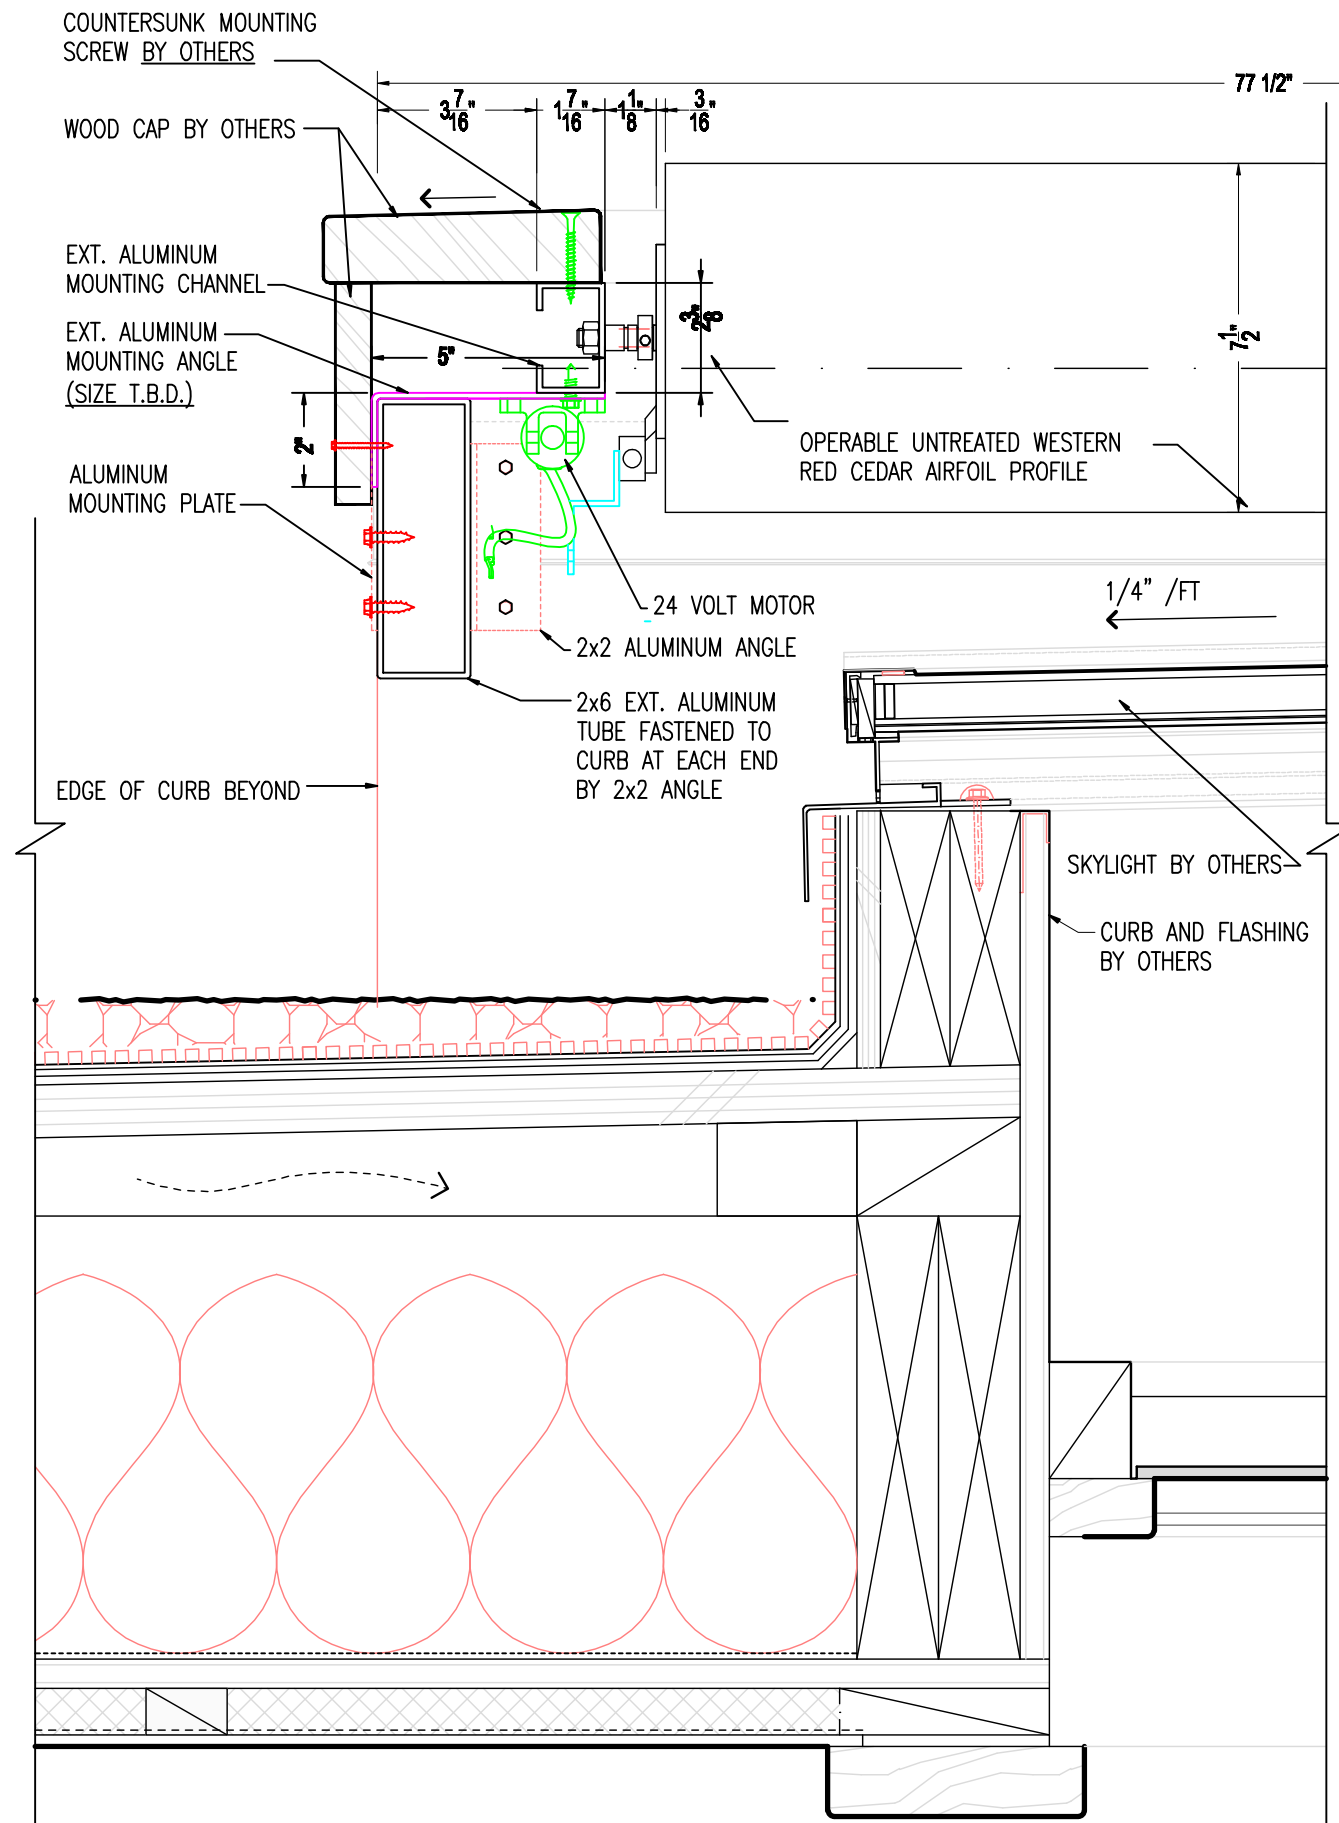 COUNTERSUNK MOUNTING
SCREW BY OTHERS
77 1/2"
3 7/16"
1 7/16"
1 1/8"
3/16"
WOOD CAP BY OTHERS
EXT. ALUMINUM
MOUNTING CHANNEL
2 3/8"
7 1/2"
EXT. ALUMINUM
MOUNTING ANGLE
(SIZE T.B.D.)
5"
2"
OPERABLE UNTREATED WESTERN
RED CEDAR AIRFOIL PROFILE
ALUMINUM
MOUNTING PLATE
1/4" /FT
24 VOLT MOTOR
2x2 ALUMINUM ANGLE
2x6 EXT. ALUMINUM
TUBE FASTENED TO
CURB AT EACH END
BY 2x2 ANGLE
EDGE OF CURB BEYOND
SKYLIGHT BY OTHERS
CURB AND FLASHING
BY OTHERS